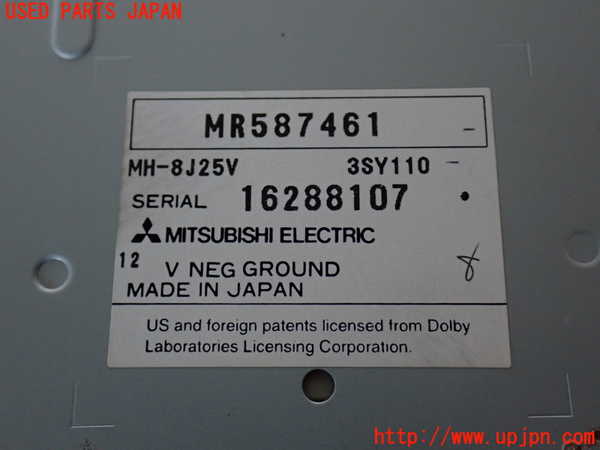 USED PARTS JAPAN
MR587461 -
MH-8J25V 3SY110 -
SERIAL 16288107
MITSUBISHI ELECTRIC
12 V NEG GROUND 8
MADE IN JAPAN
US and foreign patents licensed from Dolby
Laboratories Licensing Corporation.
http://www.upjpn.com/